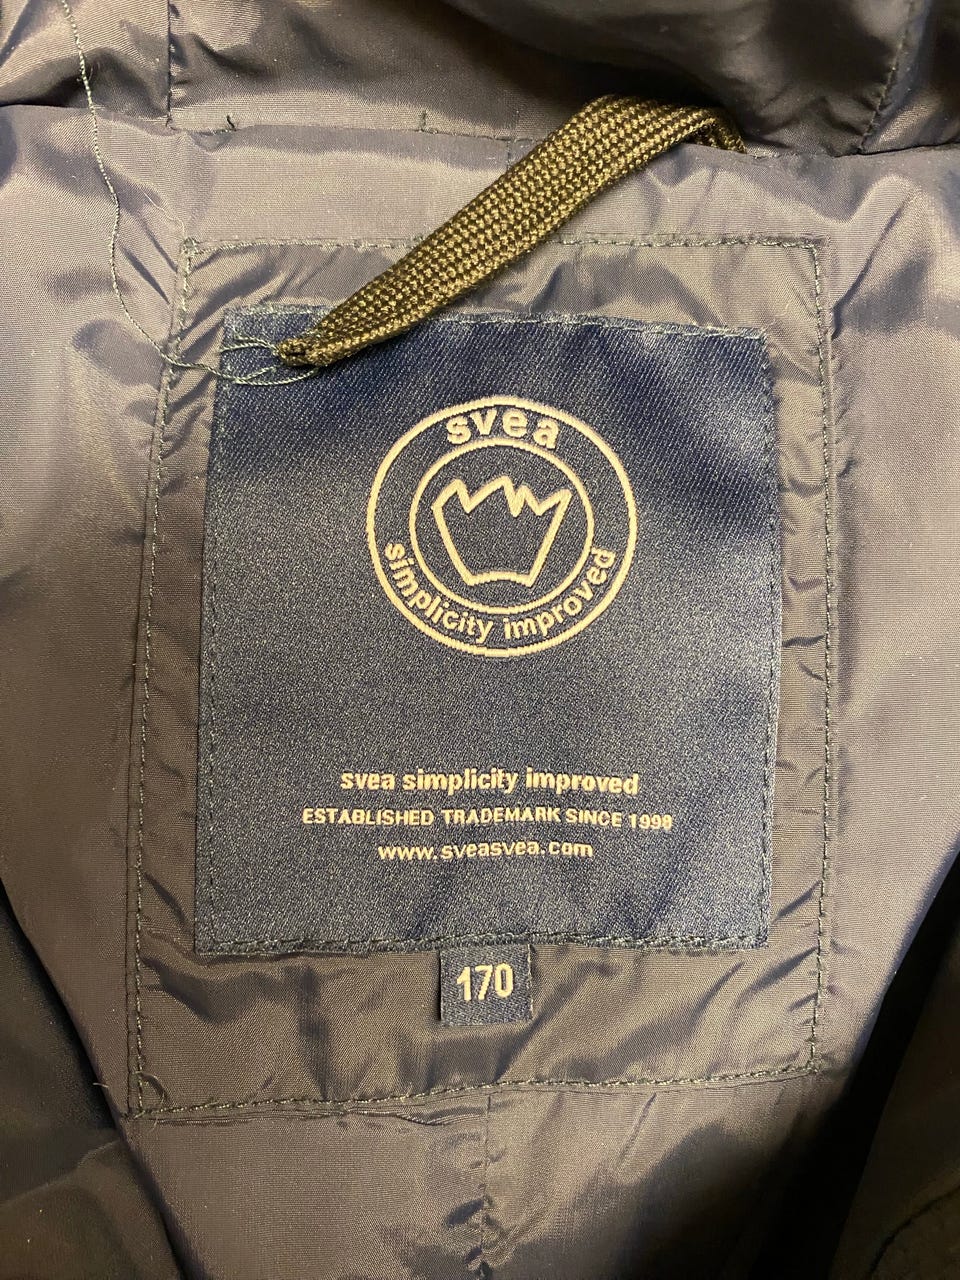 svea
simplicity improved
svea simplicity improved
ESTABLISHED TRADEMARK SINCE 1998
www.sveasvea.com
170